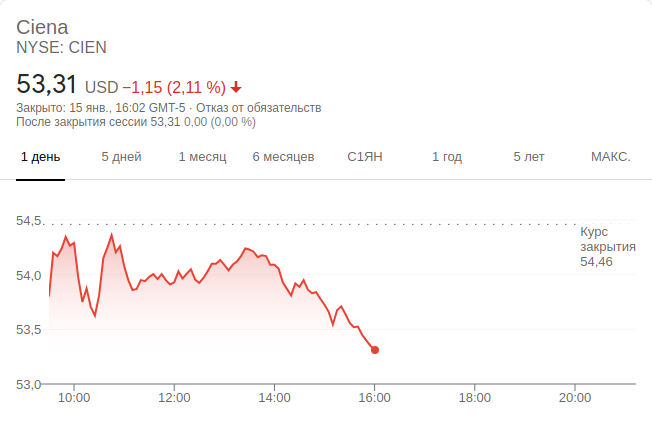 Ciena
NYSE: CIEN
53,31 USD −1,15 (2,11 %)
Закрыто: 15 янв., 16:02 GMT-5 · Отказ от обязательств
После закрытия сессии 53,31 0,00 (0,00 %)
1 день 5 дней 1 месяц 6 месяцев С1ЯН 1 год 5 лет МАКС.
54,5
Курс
закрытия
54,46
54,0
53,5
53,0
10:00 12:00 14:00 16:00 18:00 20:00